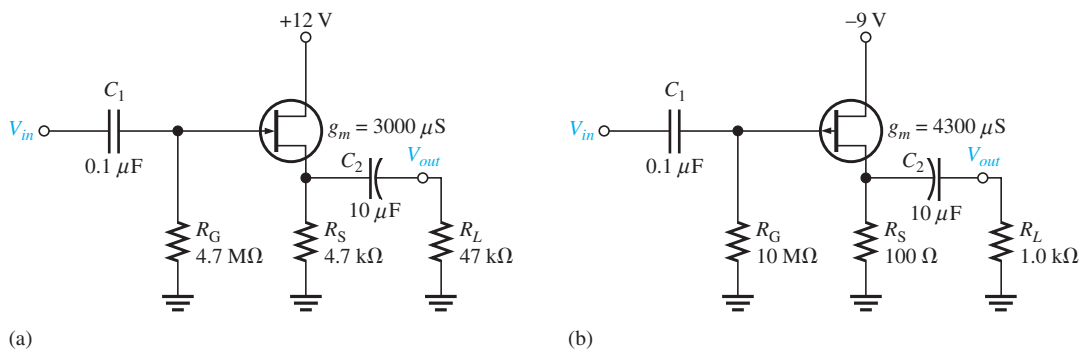 +12 V
C1
Vin
0.1 μF
gm = 3000 μS
C2
Vout
10 μF
RG
4.7 MΩ
RS
4.7 kΩ
RL
47 kΩ
(a)
–9 V
C1
Vin
0.1 μF
gm = 4300 μS
C2
Vout
10 μF
RG
10 MΩ
RS
100 Ω
RL
1.0 kΩ
(b)